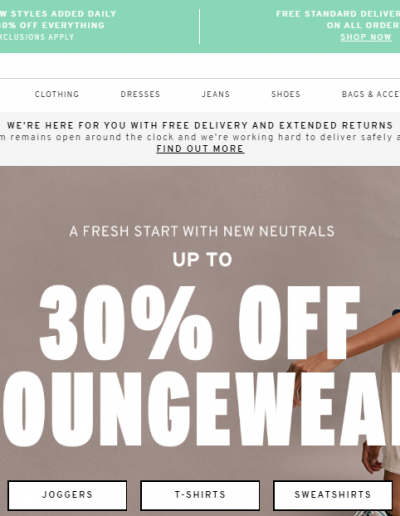 W STYLES ADDED DAILY
0% OFF EVERYTHING
XCLUSIONS APPLY
FREE STANDARD DELIVER
ON ALL ORDER
SHOP NOW
CLOTHING DRESSES JEANS SHOES BAGS & ACCE
WE'RE HERE FOR YOU WITH FREE DELIVERY AND EXTENDED RETURNS
m remains open around the clock and we're working hard to deliver safely a
FIND OUT MORE
A FRESH START WITH NEW NEUTRALS
UP TO
30% OFF
OUNGEWEA
JOGGERS T-SHIRTS SWEATSHIRTS